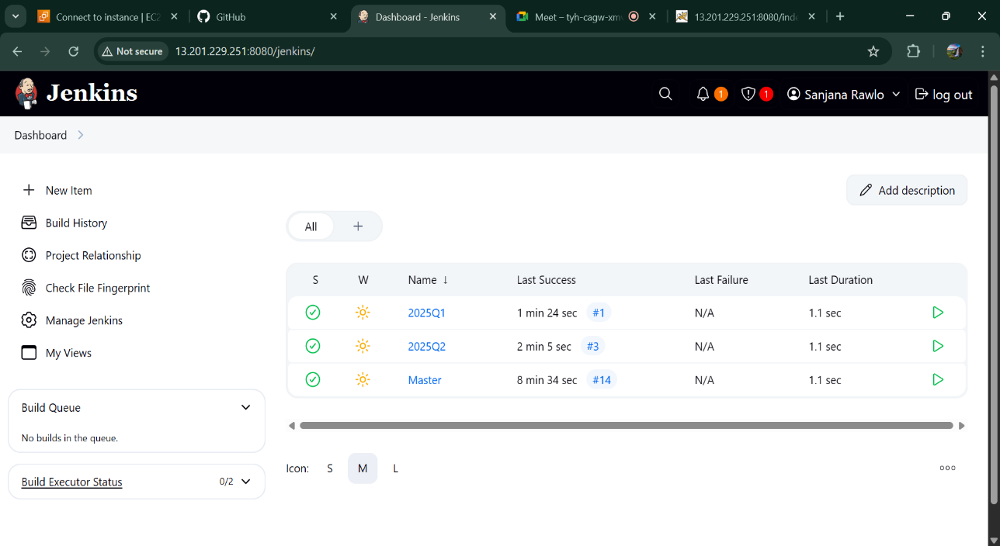 Connect to instance | EC2
GitHub
Dashboard - Jenkins
Meet – tyh-cagw-xmv
13.201.229.251:8080/inde
Not secure
13.201.229.251:8080/jenkins/
Jenkins
1
1
Sanjana Rawlo
log out
Dashboard
New Item
Build History
Project Relationship
Check File Fingerprint
Manage Jenkins
My Views
Build Queue
No builds in the queue.
Build Executor Status 0/2
Add description
All
S W Name ↓ Last Success Last Failure Last Duration
2025Q1 1 min 24 sec #1 N/A 1.1 sec
2025Q2 2 min 5 sec #3 N/A 1.1 sec
Master 8 min 34 sec #14 N/A 1.1 sec
Icon: S M L